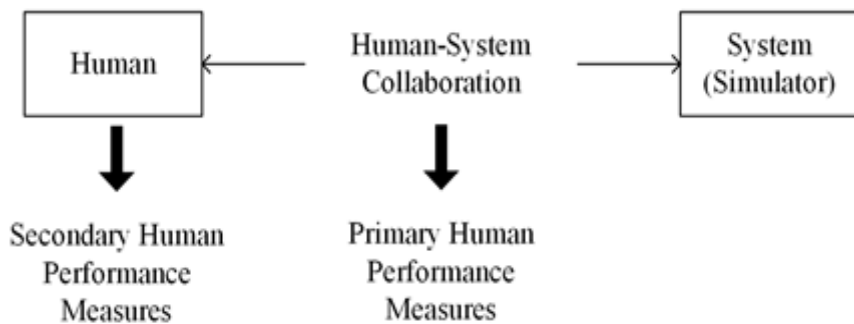 Human
Human-System
Collaboration
System
(Simulator)
Secondary Human
Performance
Measures
Primary Human
Performance
Measures